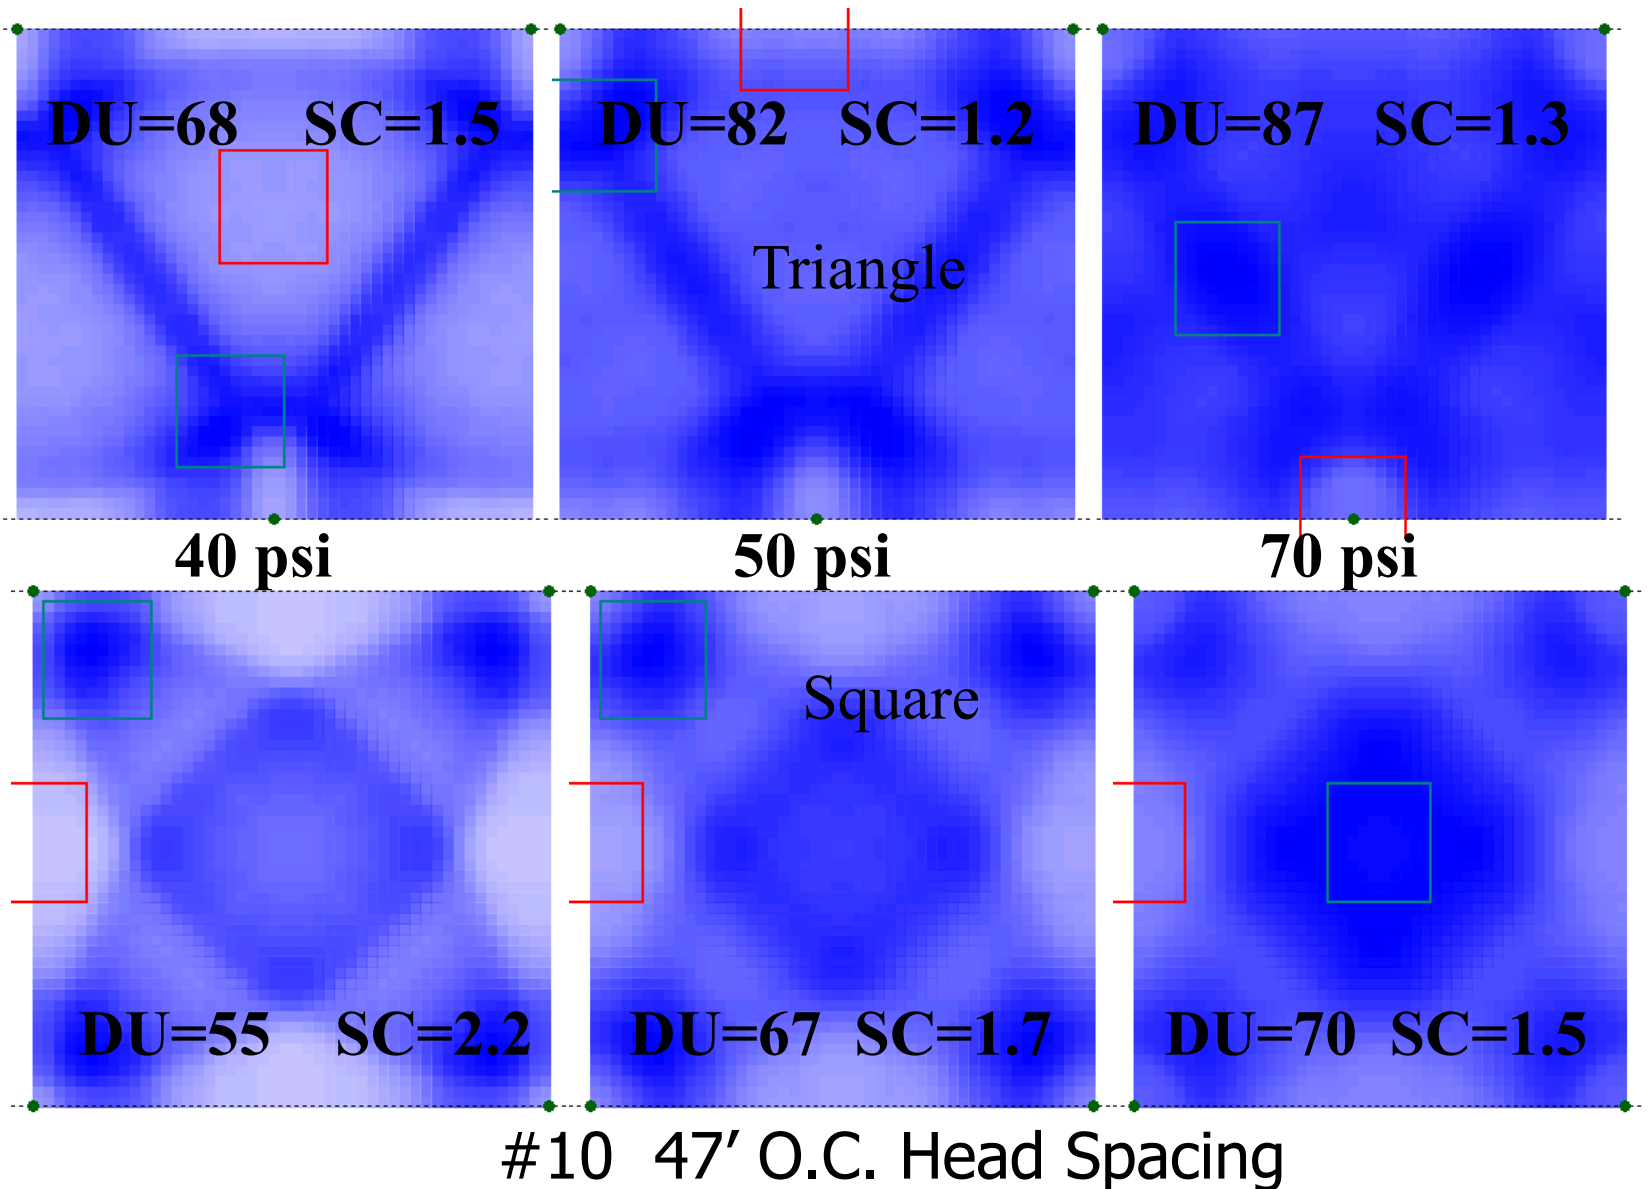 DU=68 SC=1.5 DU=82 SC=1.2 DU=87 SC=1.3
Triangle
40 psi 50 psi 70 psi
Square
DU=55 SC=2.2 DU=67 SC=1.7 DU=70 SC=1.5
#10 47’ O.C. Head Spacing